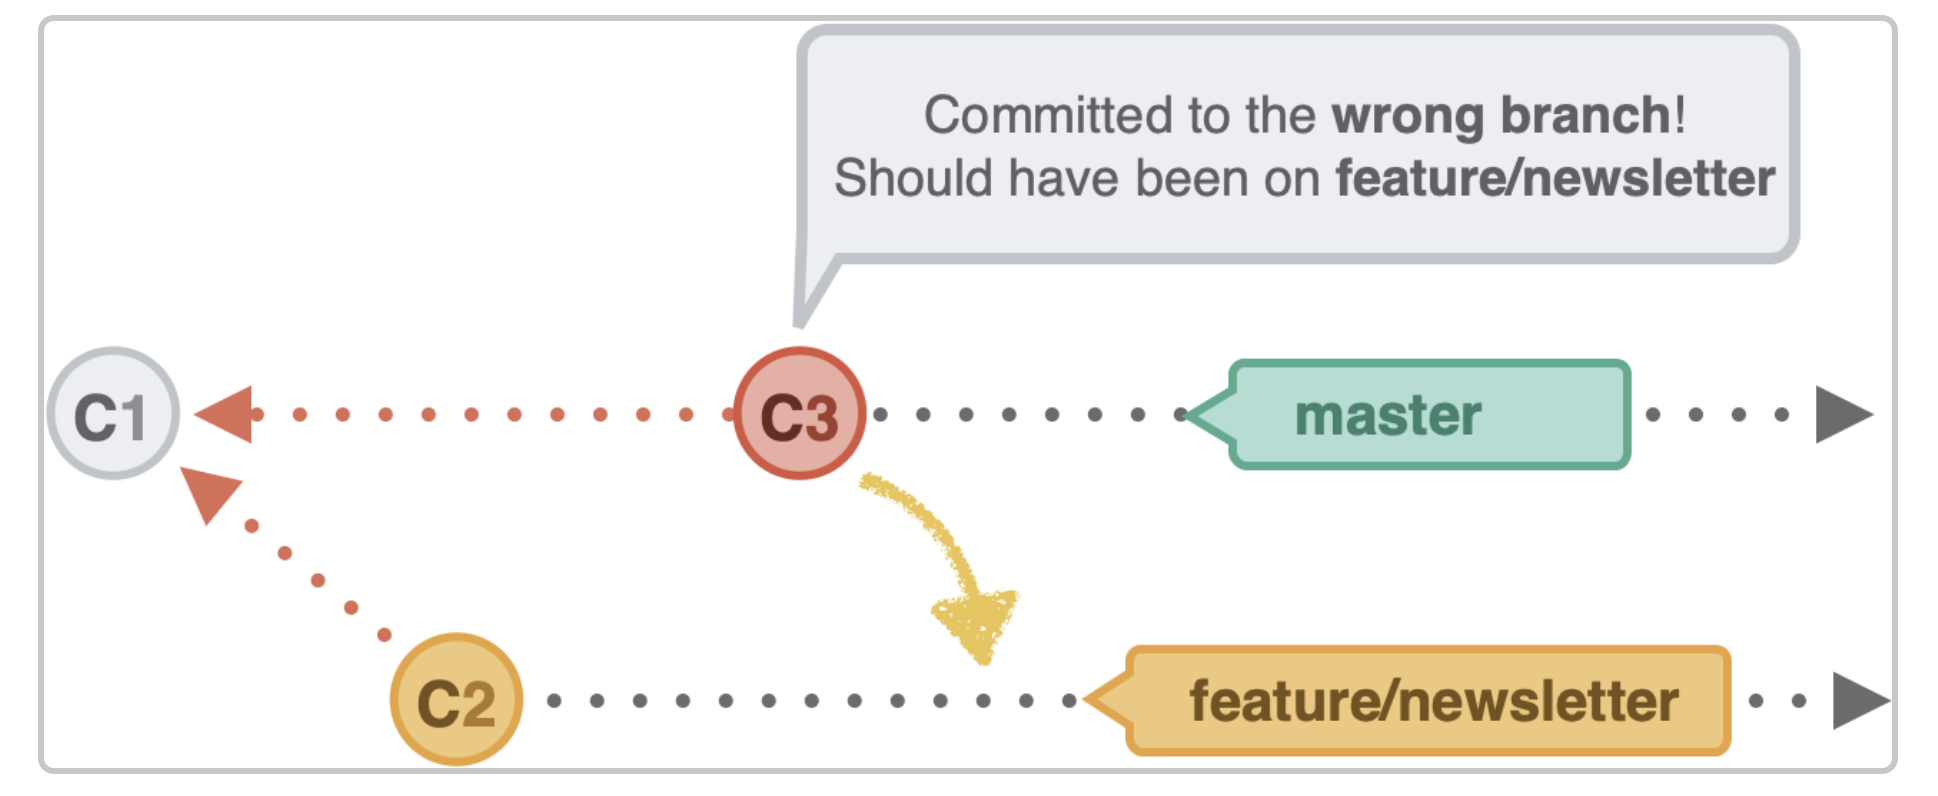 Committed to the wrong branch!
Should have been on feature/newsletter
C1
C3
master
C2
feature/newsletter